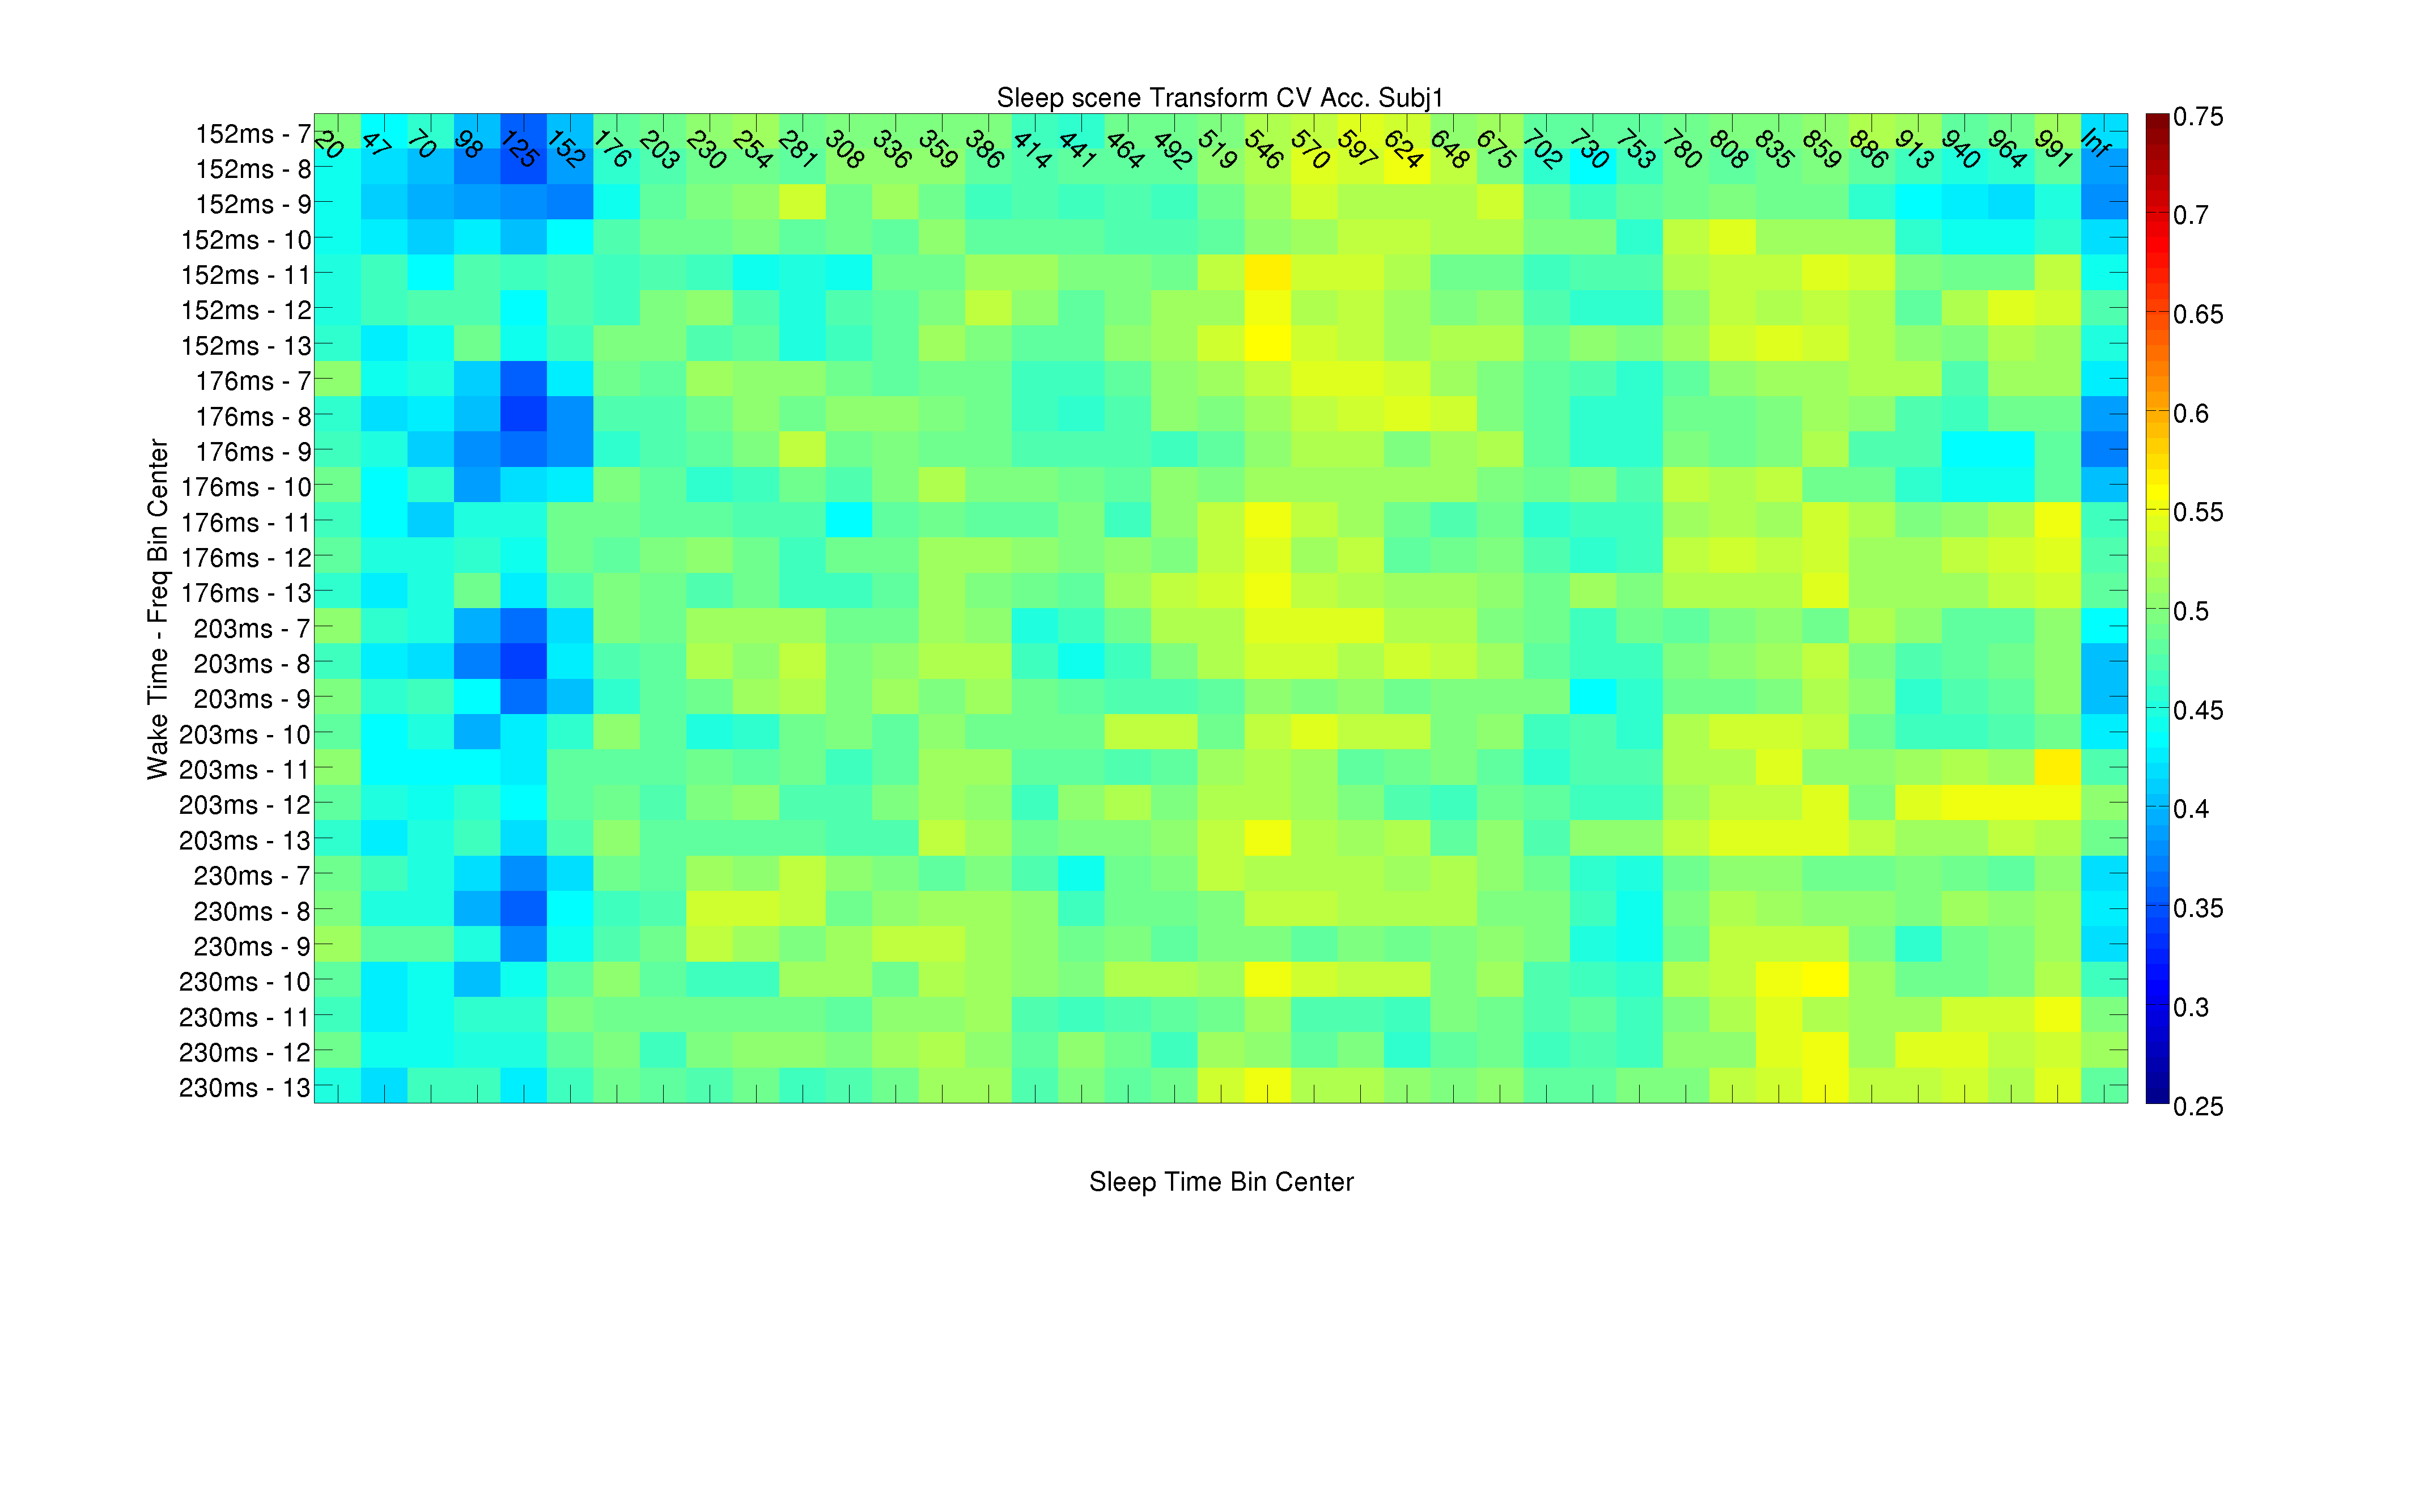 Sleep scene Transform CV Acc. Subj1
20 47 70 98 125 152 176 203 230 254 281 308 336 359 386 414 441 464 492 519 546 570 597 624 648 675 702 730 753 780 808 835 859 886 913 940 964 991 Inf
152ms - 7
152ms - 8
152ms - 9
152ms - 10
152ms - 11
152ms - 12
152ms - 13
176ms - 7
176ms - 8
176ms - 9
176ms - 10
176ms - 11
176ms - 12
176ms - 13
203ms - 7
203ms - 8
203ms - 9
203ms - 10
203ms - 11
203ms - 12
203ms - 13
230ms - 7
230ms - 8
230ms - 9
230ms - 10
230ms - 11
230ms - 12
230ms - 13
Wake Time - Freq Bin Center
0.75
0.7
0.65
0.6
0.55
0.5
0.45
0.4
0.35
0.3
0.25
Sleep Time Bin Center